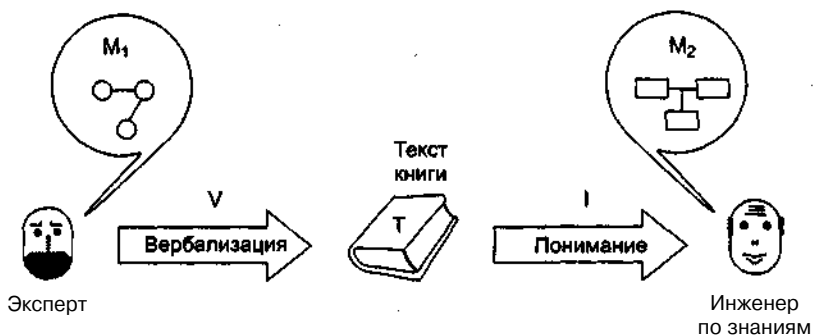 M₁
M₂
Текст
книги
V
I
T
Вербализация
Понимание
Эксперт
Инженер
по знаниям